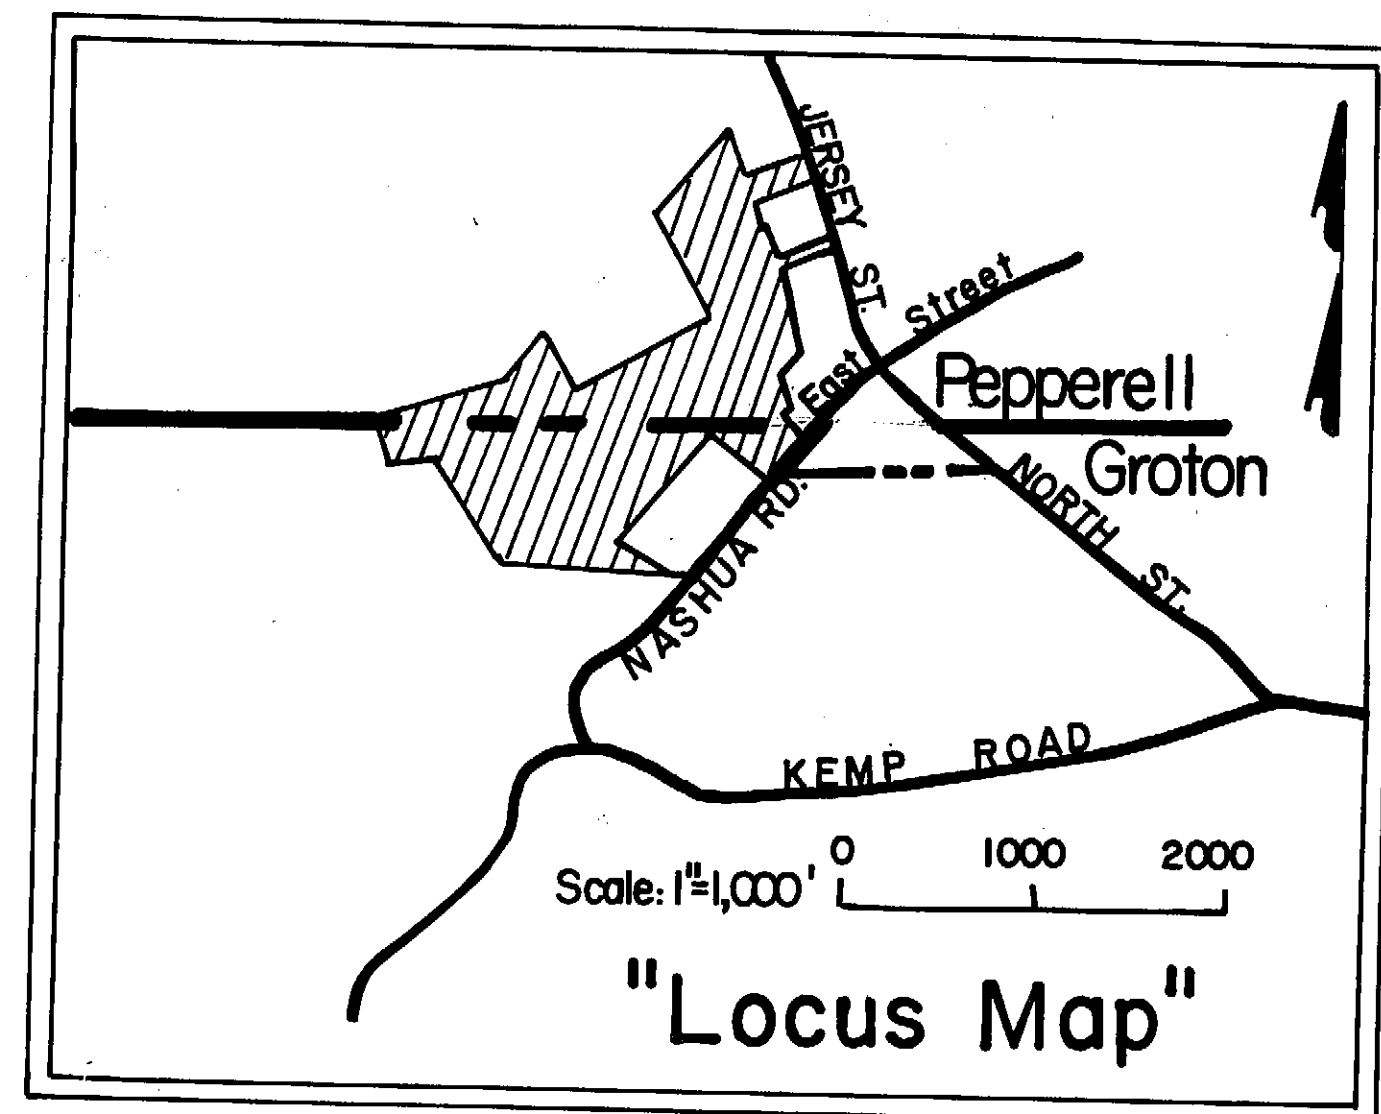 JERSEY ST.
East Street
Pepperell
Groton
NASHUA RD.
NORTH ST.
KEMP ROAD
0 1000 2000
Scale: 1"=1,000'
"Locus Map"